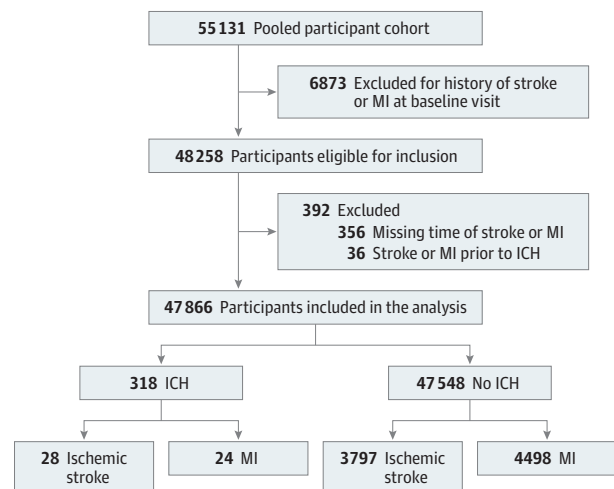 55131 Pooled participant cohort
6873 Excluded for history of stroke
or MI at baseline visit
48258 Participants eligible for inclusion
392 Excluded
356 Missing time of stroke or MI
36 Stroke or MI prior to ICH
47866 Participants included in the analysis
318 ICH
47548 No ICH
28 Ischemic
stroke
24 MI
3797 Ischemic
stroke
4498 MI